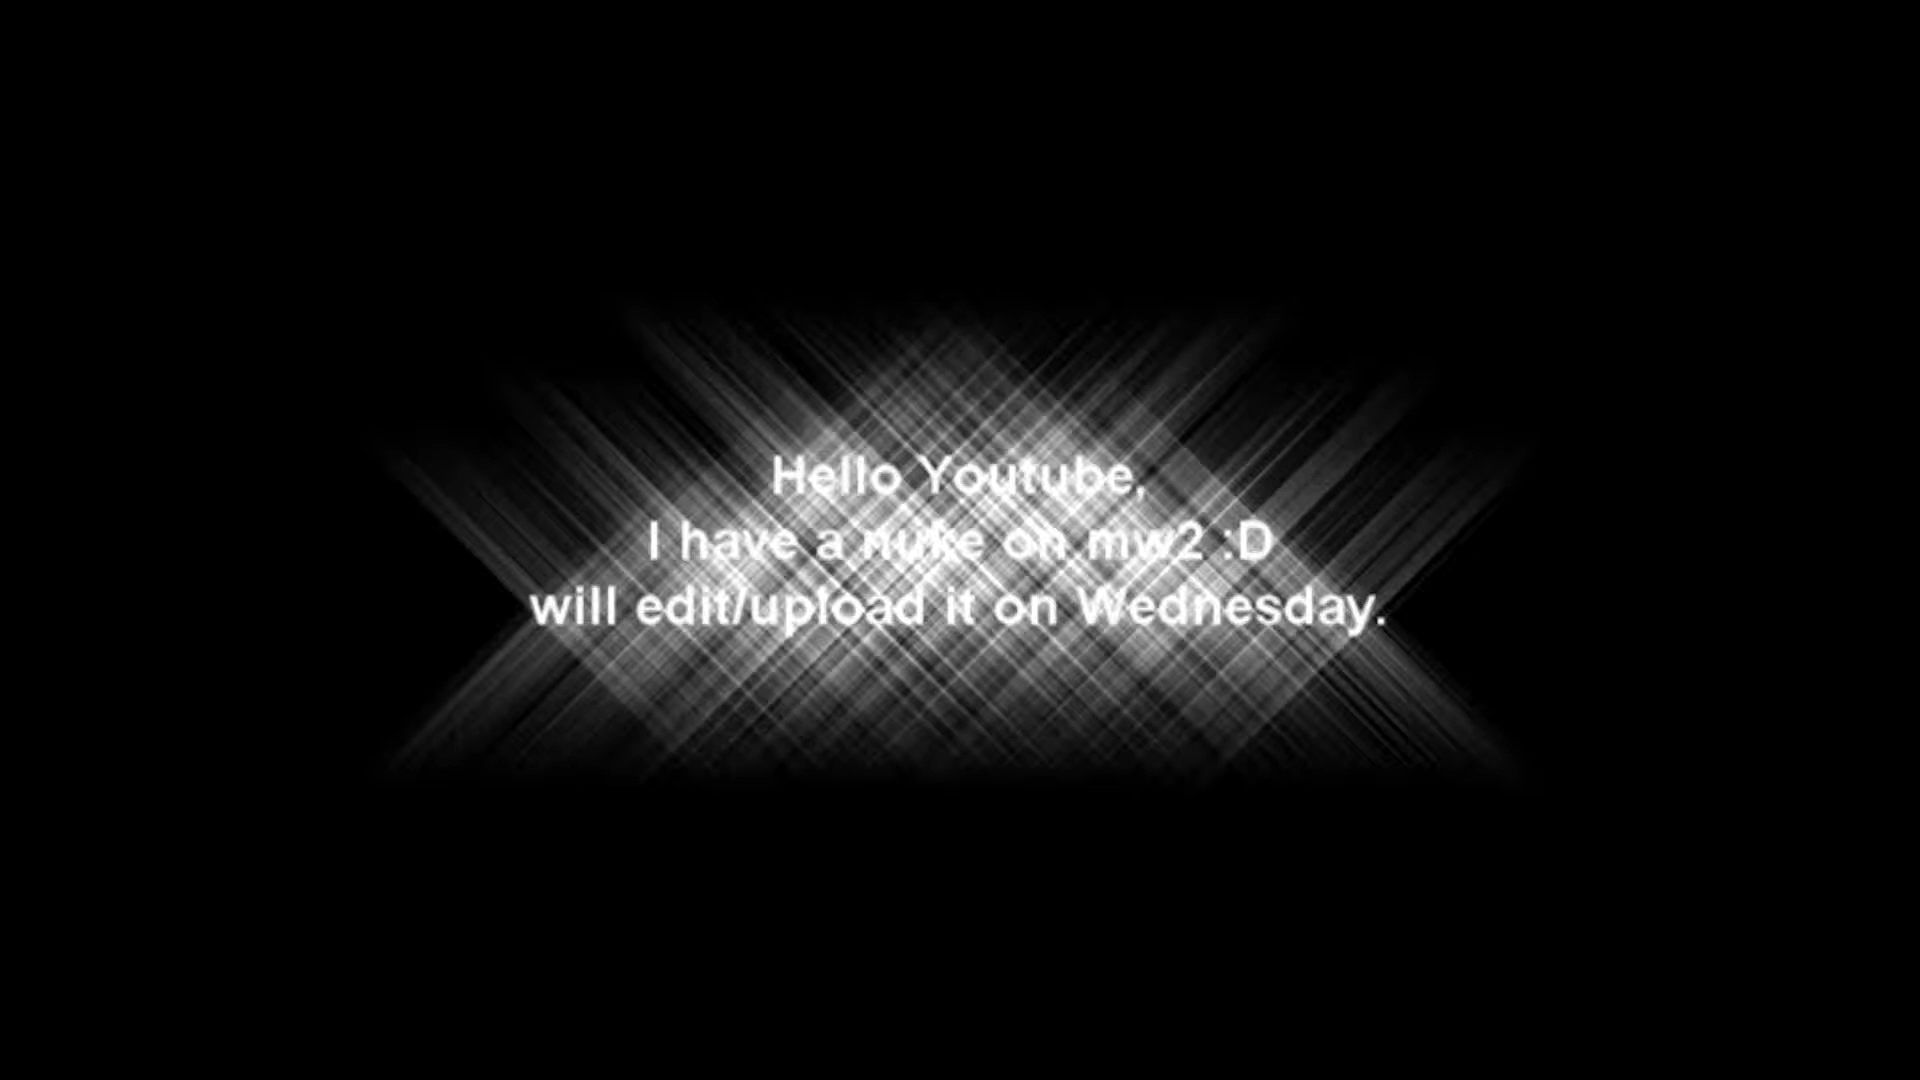 Hello Youtube,
I have a nuke on mw2 :D
will edit/upload it on Wednesday.